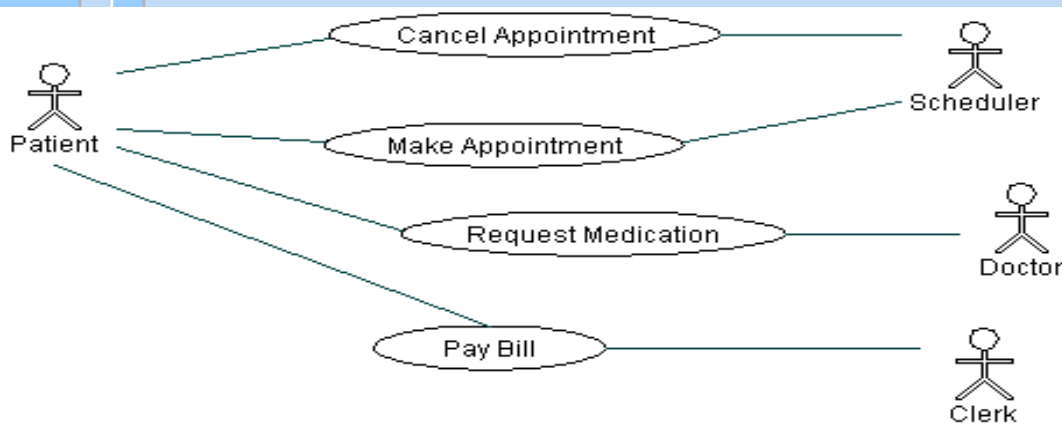 Cancel Appointment
Scheduler
Patient
Make Appointment
Request Medication
Doctor
Pay Bill
Clerk